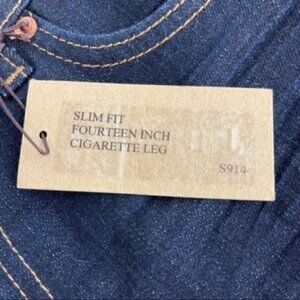 SLIM FIT
FOURTEEN INCH
CIGARETTE LEG
S914